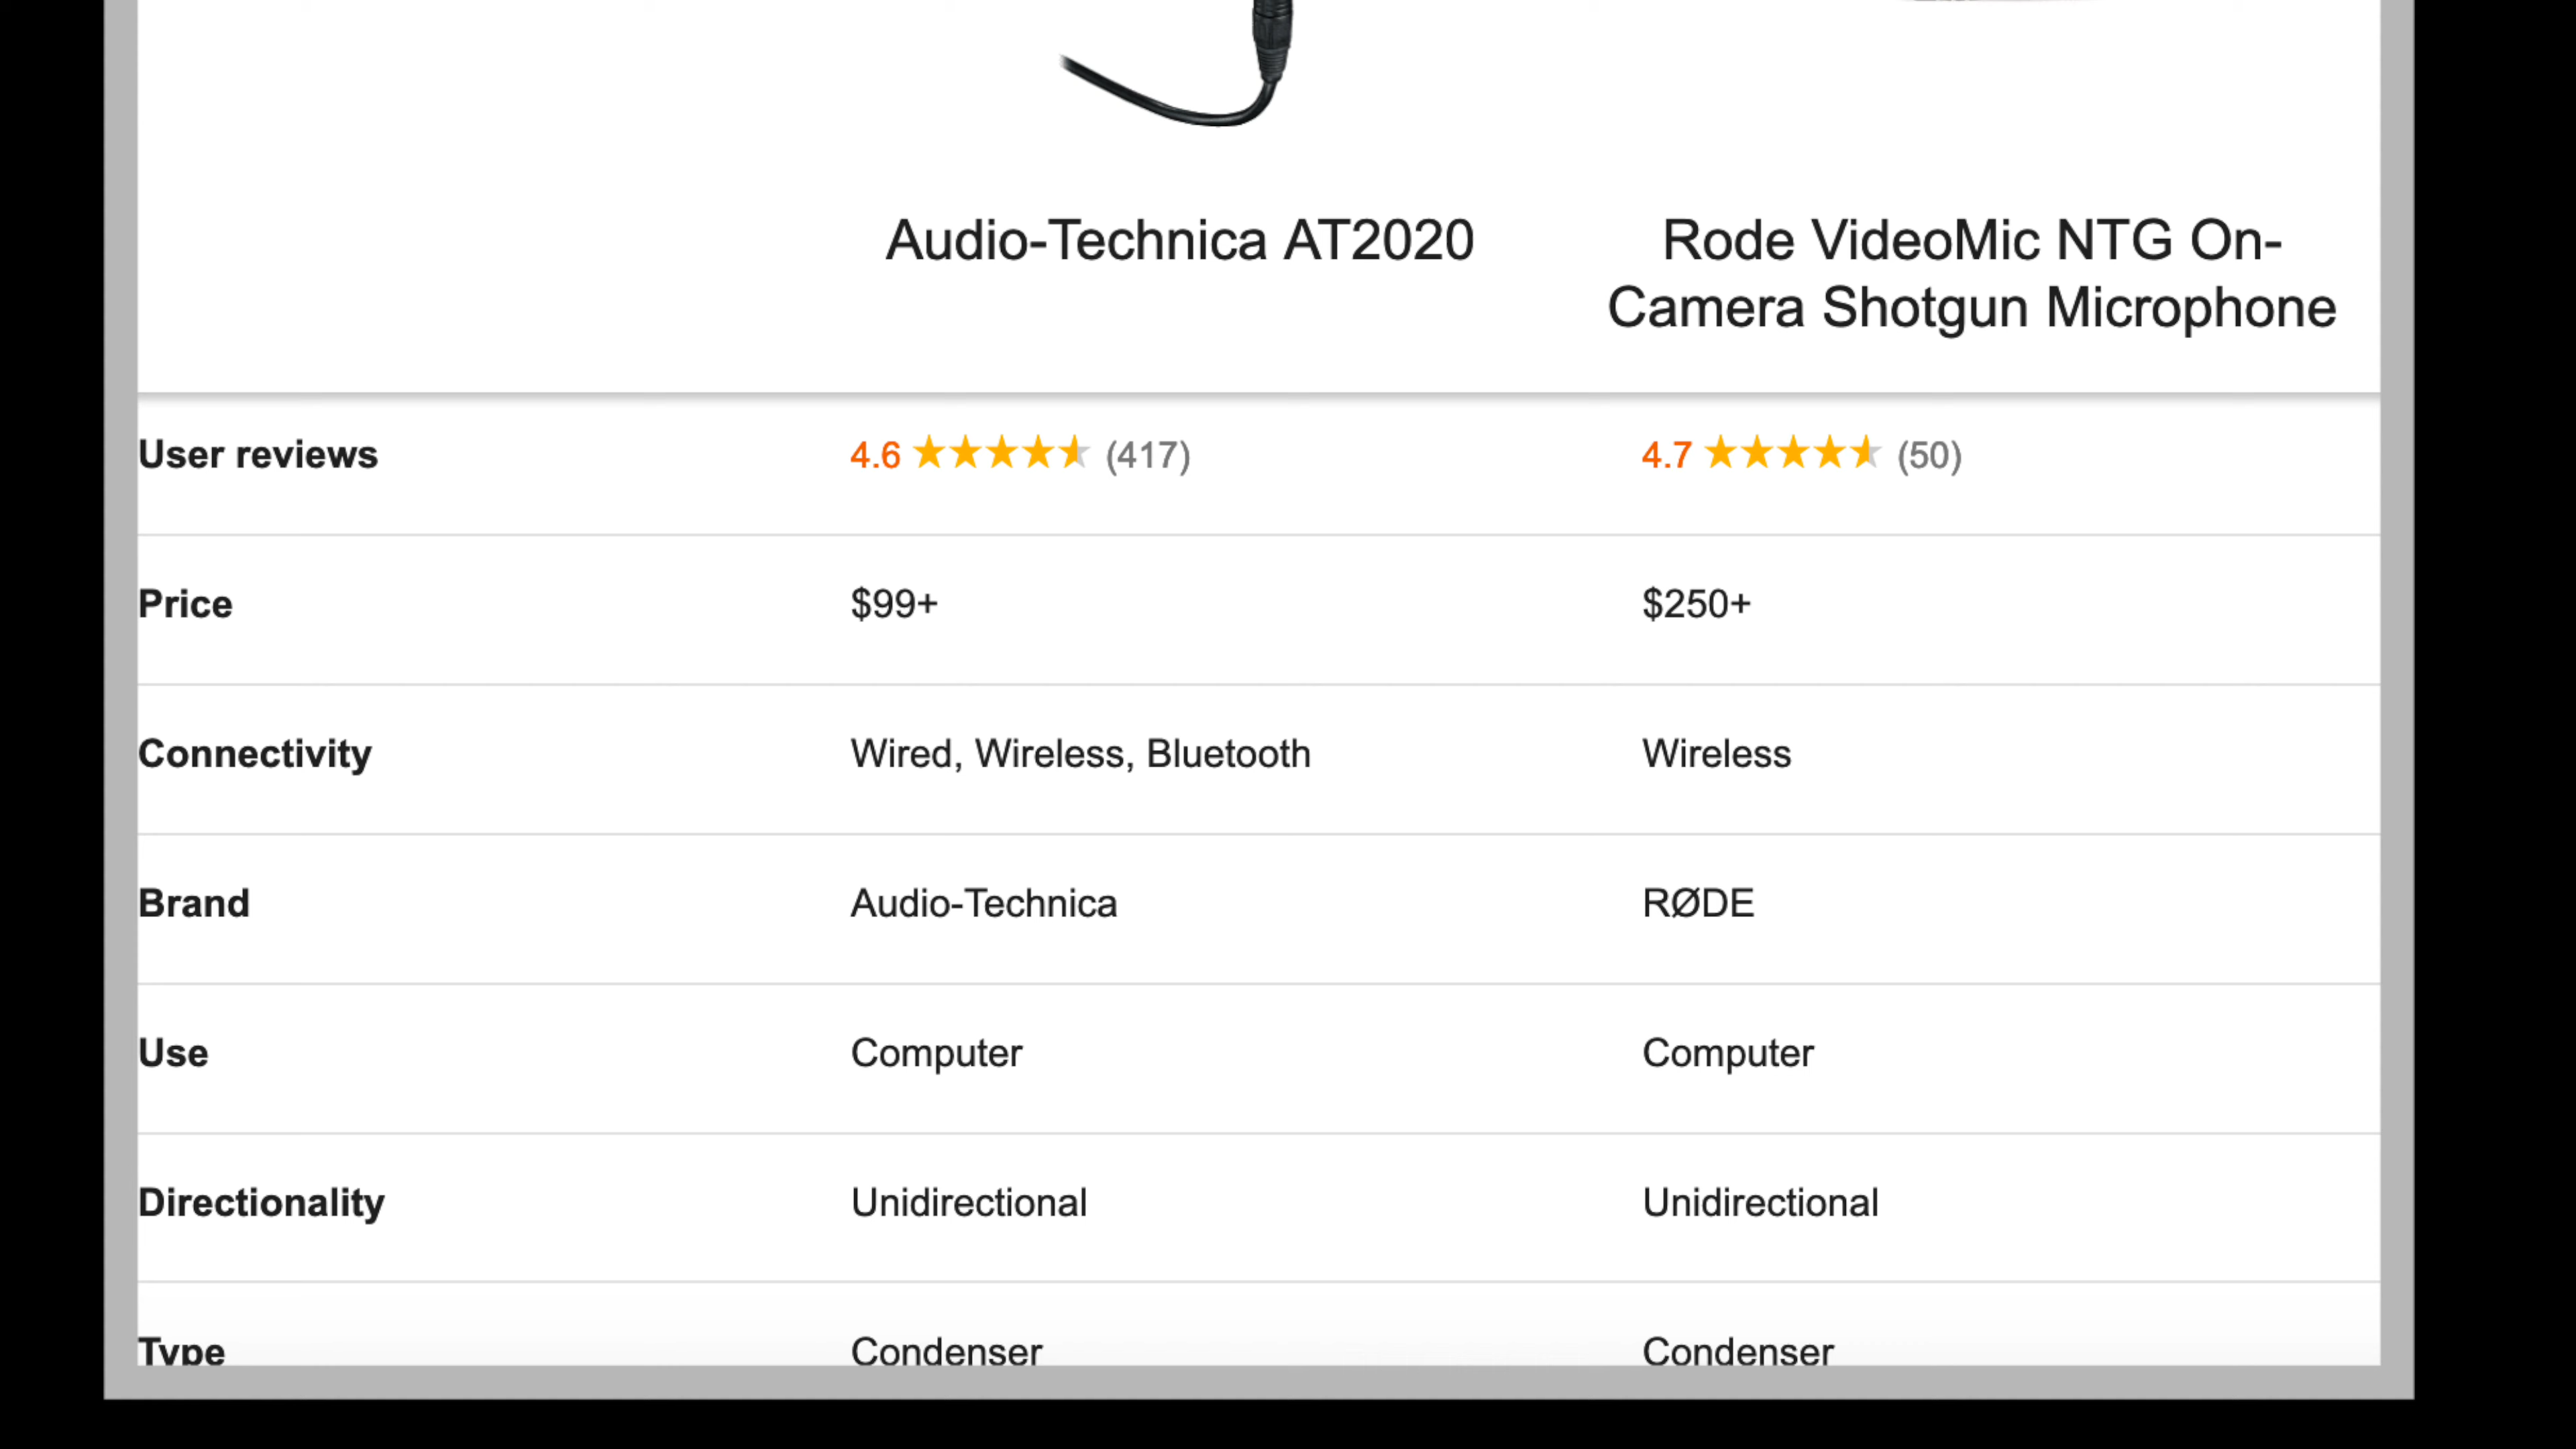 Audio-Technica AT2020
Rode VideoMic NTG On-
Camera Shotgun Microphone
User reviews 4.6 (417) 4.7 (50)
Price $99+ $250+
Connectivity Wired, Wireless, Bluetooth Wireless
Brand Audio-Technica RØDE
Use Computer Computer
Directionality Unidirectional Unidirectional
Type Condenser Condenser